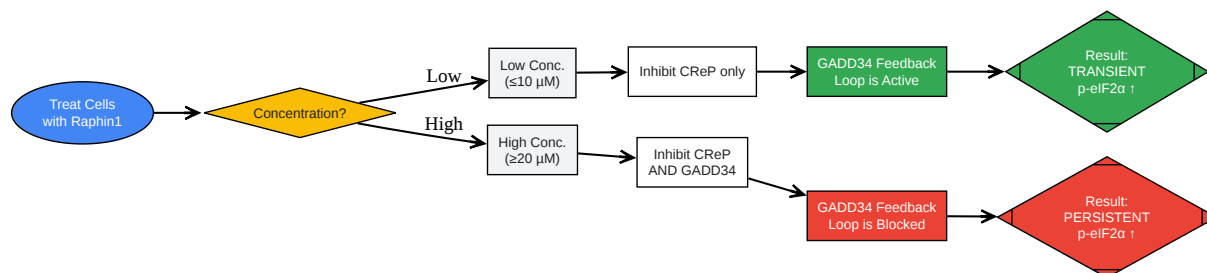 Treat Cells
with Raphin1
Concentration?
Low
Low Conc.
(≤10 µM)
Inhibit CReP only
GADD34 Feedback
Loop is Active
Result:
TRANSIENT
p-eIF2α ↑
High
High Conc.
(≥20 µM)
Inhibit CReP
AND GADD34
GADD34 Feedback
Loop is Blocked
Result:
PERSISTENT
p-eIF2α ↑